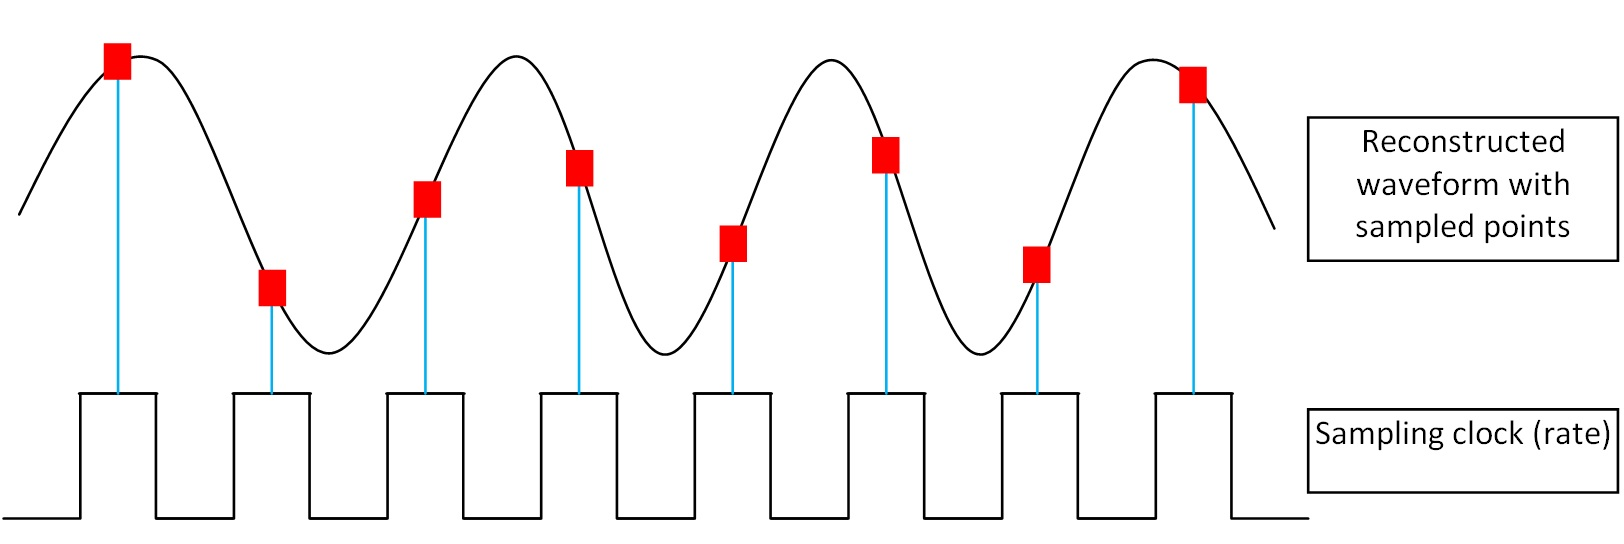 Reconstructed
waveform with
sampled points
Sampling clock (rate)